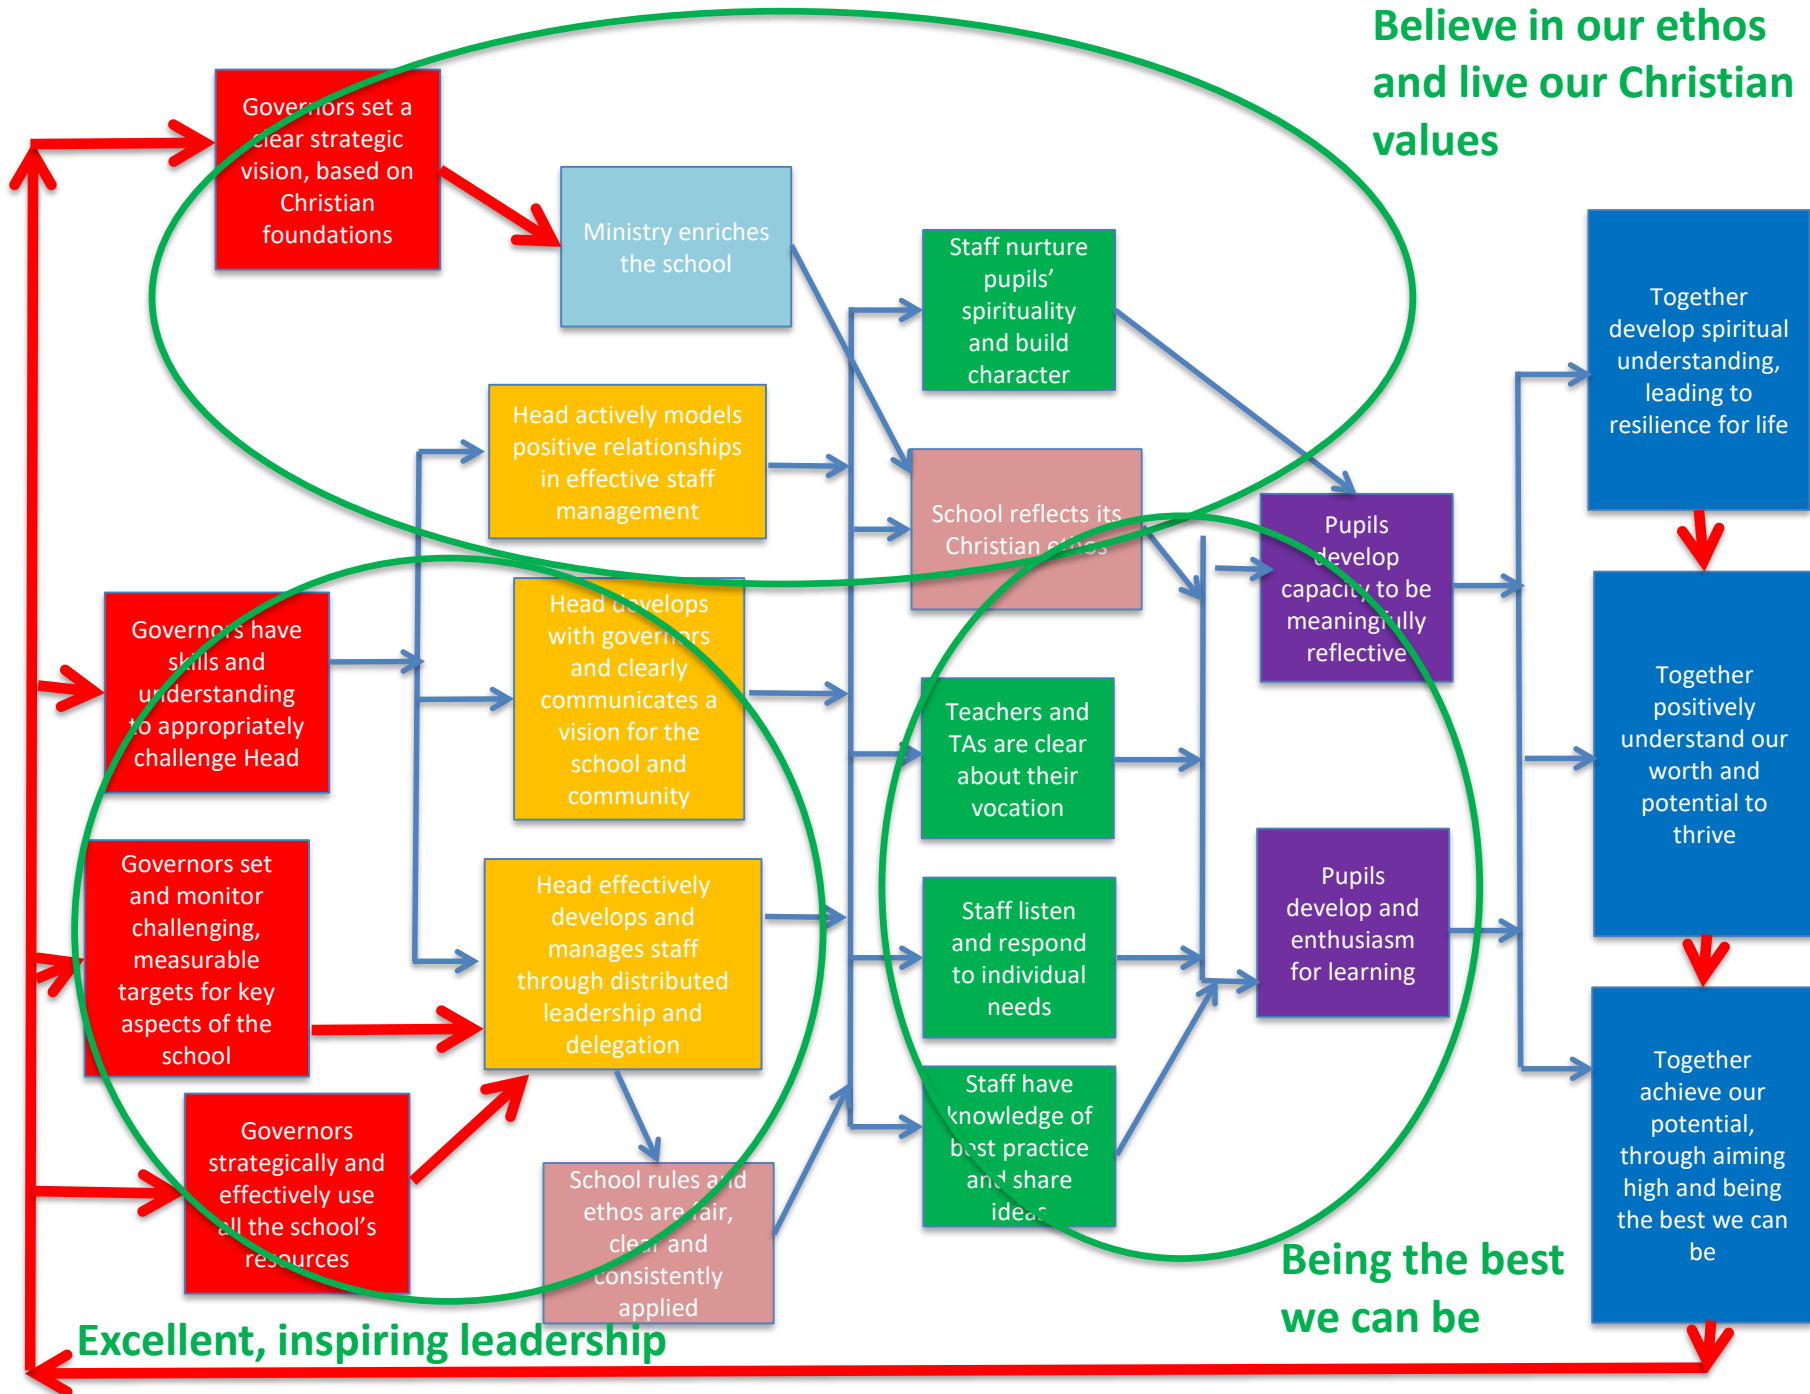 Believe in our ethos
and live our Christian
values
Governors set a
clear strategic
vision, based on
Christian
foundations
Ministry enriches
the school
Staff nurture
pupils’
spirituality
and build
character
Together
develop spiritual
understanding,
leading to
resilience for life
Head actively models
positive relationships
in effective staff
management
School reflects its
Christian ethos
Pupils
develop
capacity to be
meaningfully
reflective
Governors have
skills and
understanding
to appropriately
challenge Head
Head develops
with governors
and clearly
communicates a
vision for the
school and
community
Teachers and
TAs are clear
about their
vocation
Together
positively
understand our
worth and
potential to
thrive
Governors set
and monitor
challenging,
measurable
targets for key
aspects of the
school
Head effectively
develops and
manages staff
through distributed
leadership and
delegation
Staff listen
and respond
to individual
needs
Pupils
develop and
enthusiasm
for learning
Governors
strategically and
effectively use
all the school’s
resources
School rules and
ethos are fair,
clear and
consistently
applied
Staff have
knowledge of
best practice
and share
ideas
Together
achieve our
potential,
through aiming
high and being
the best we can
be
Being the best
we can be
Excellent, inspiring leadership